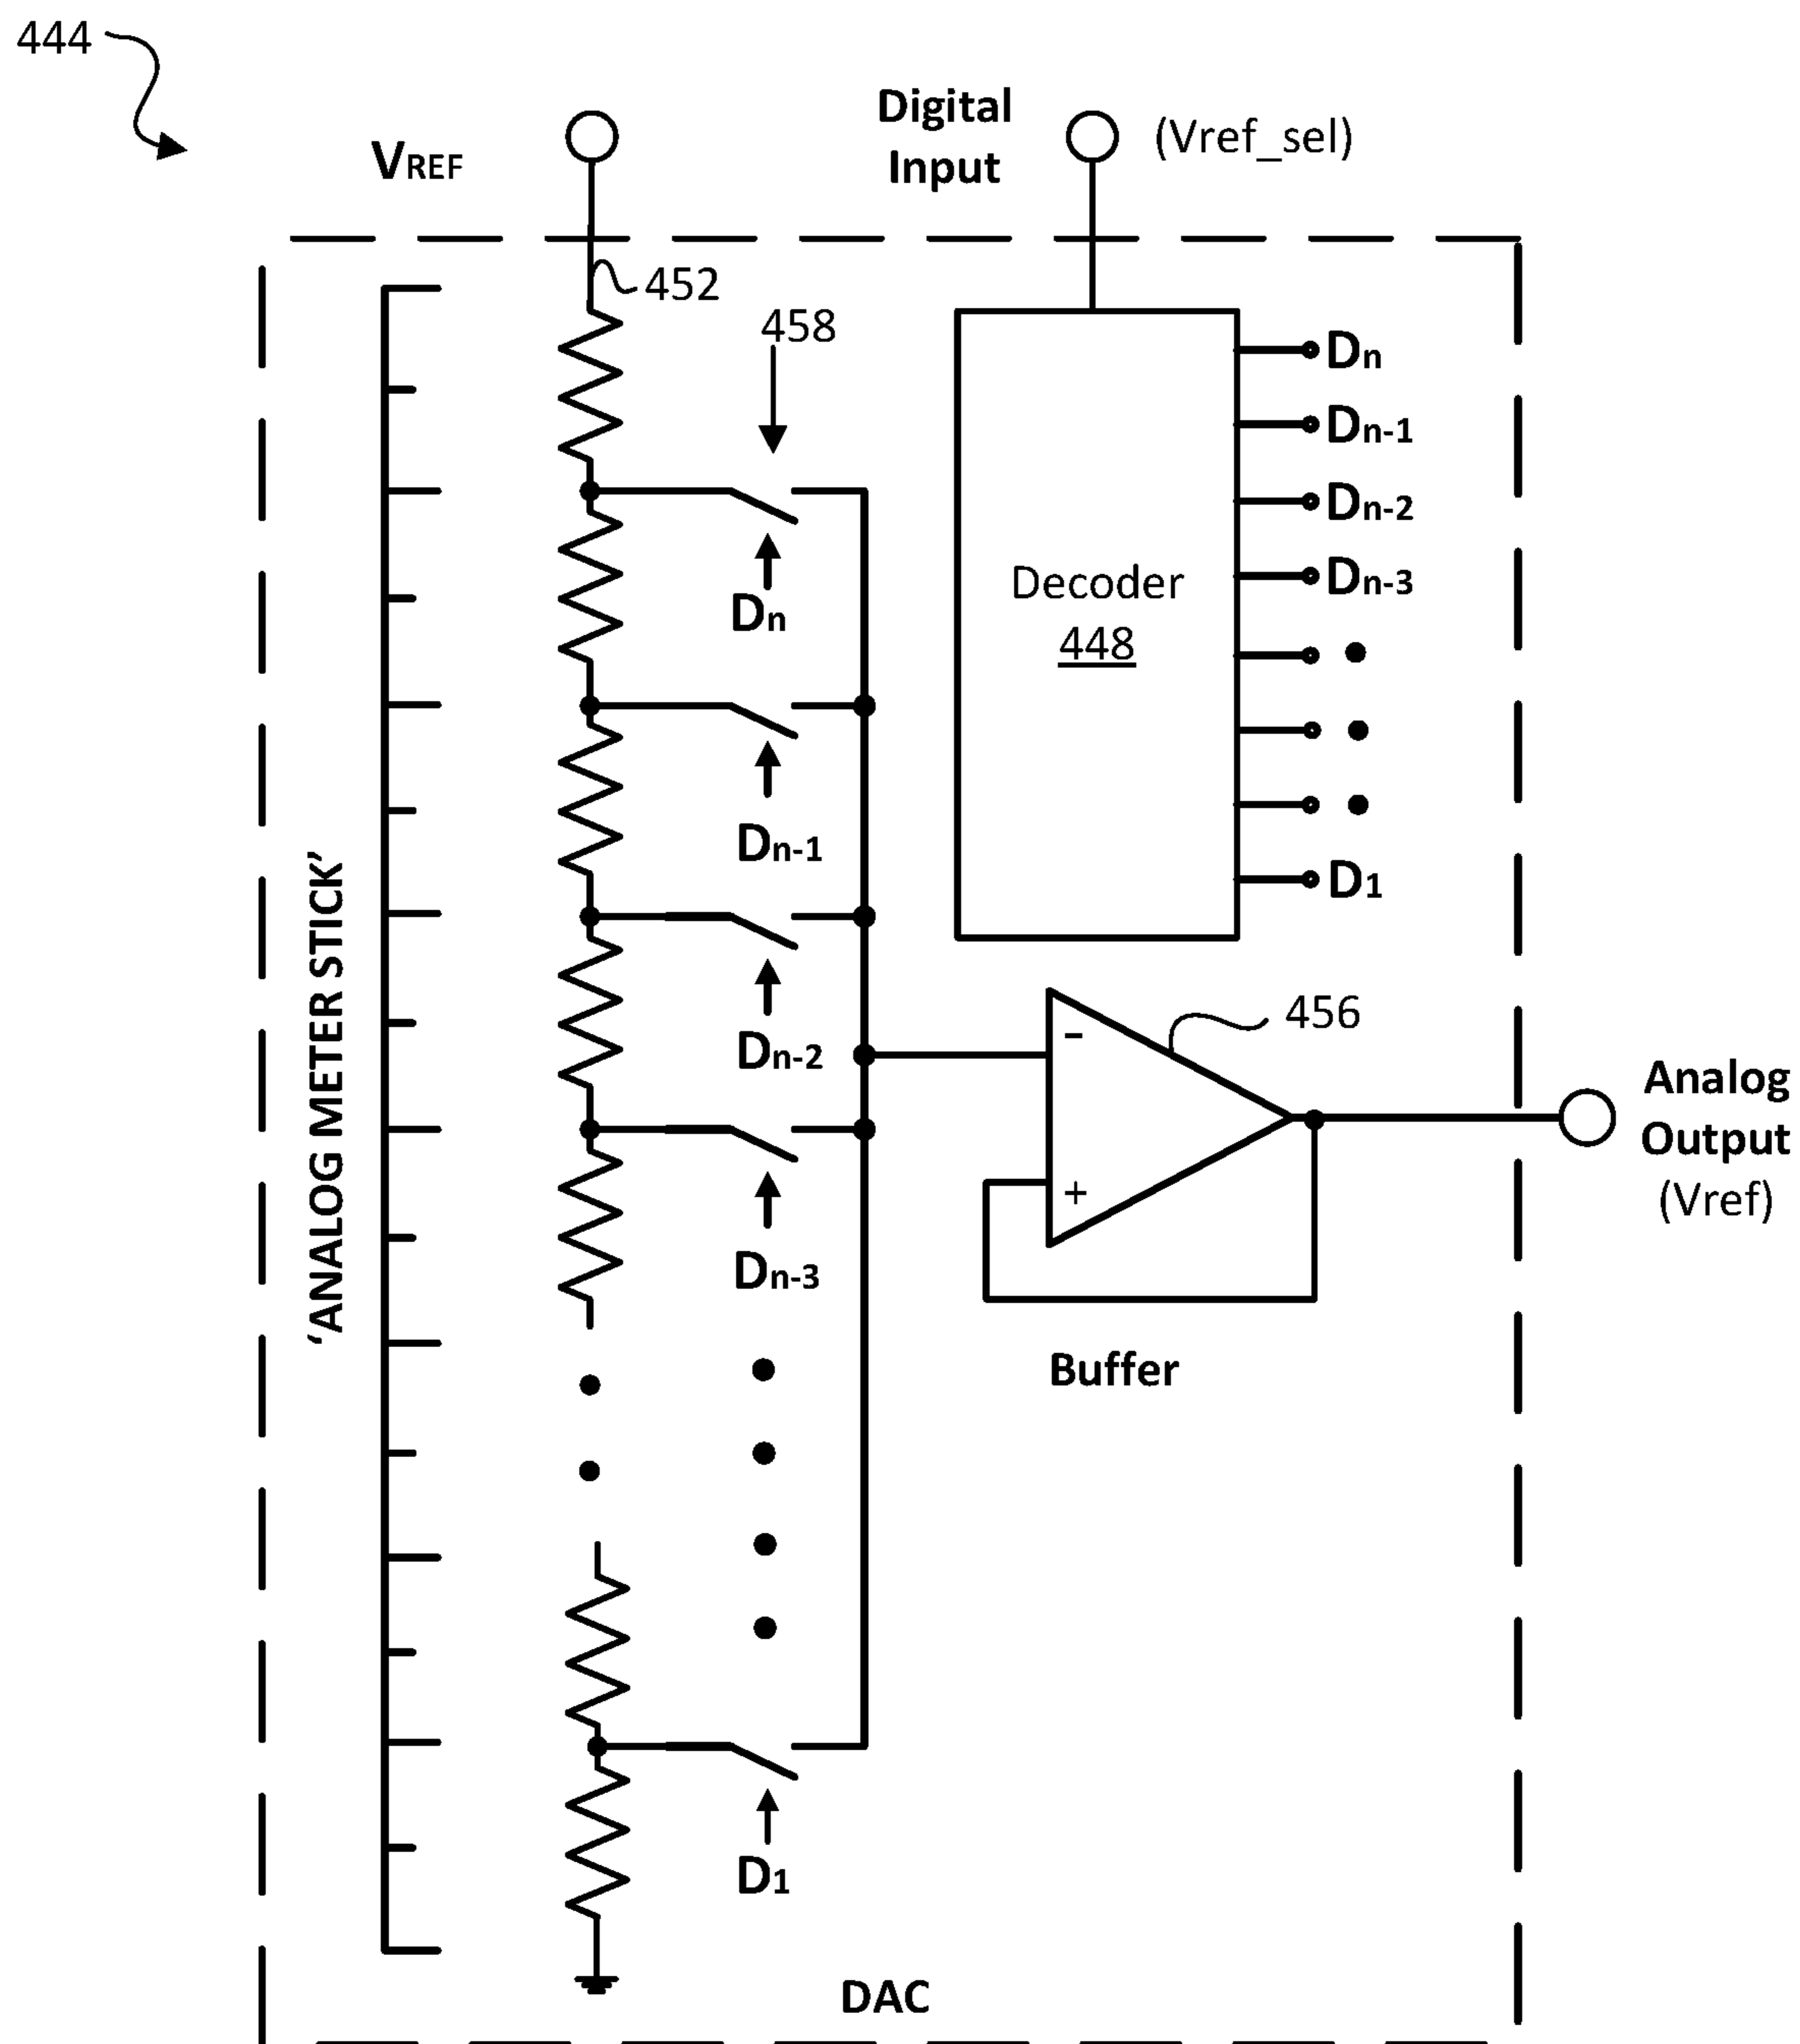 444
VREF
Digital
Input
(Vref_sel)
452
458
Dn
Dn-1
Dn-2
Dn-3
D1
Decoder
448
Dn
Dn-1
Dn-2
Dn-3
D1
'ANALOG METER STICK'
-
+
456
Buffer
Analog
Output
(Vref)
DAC